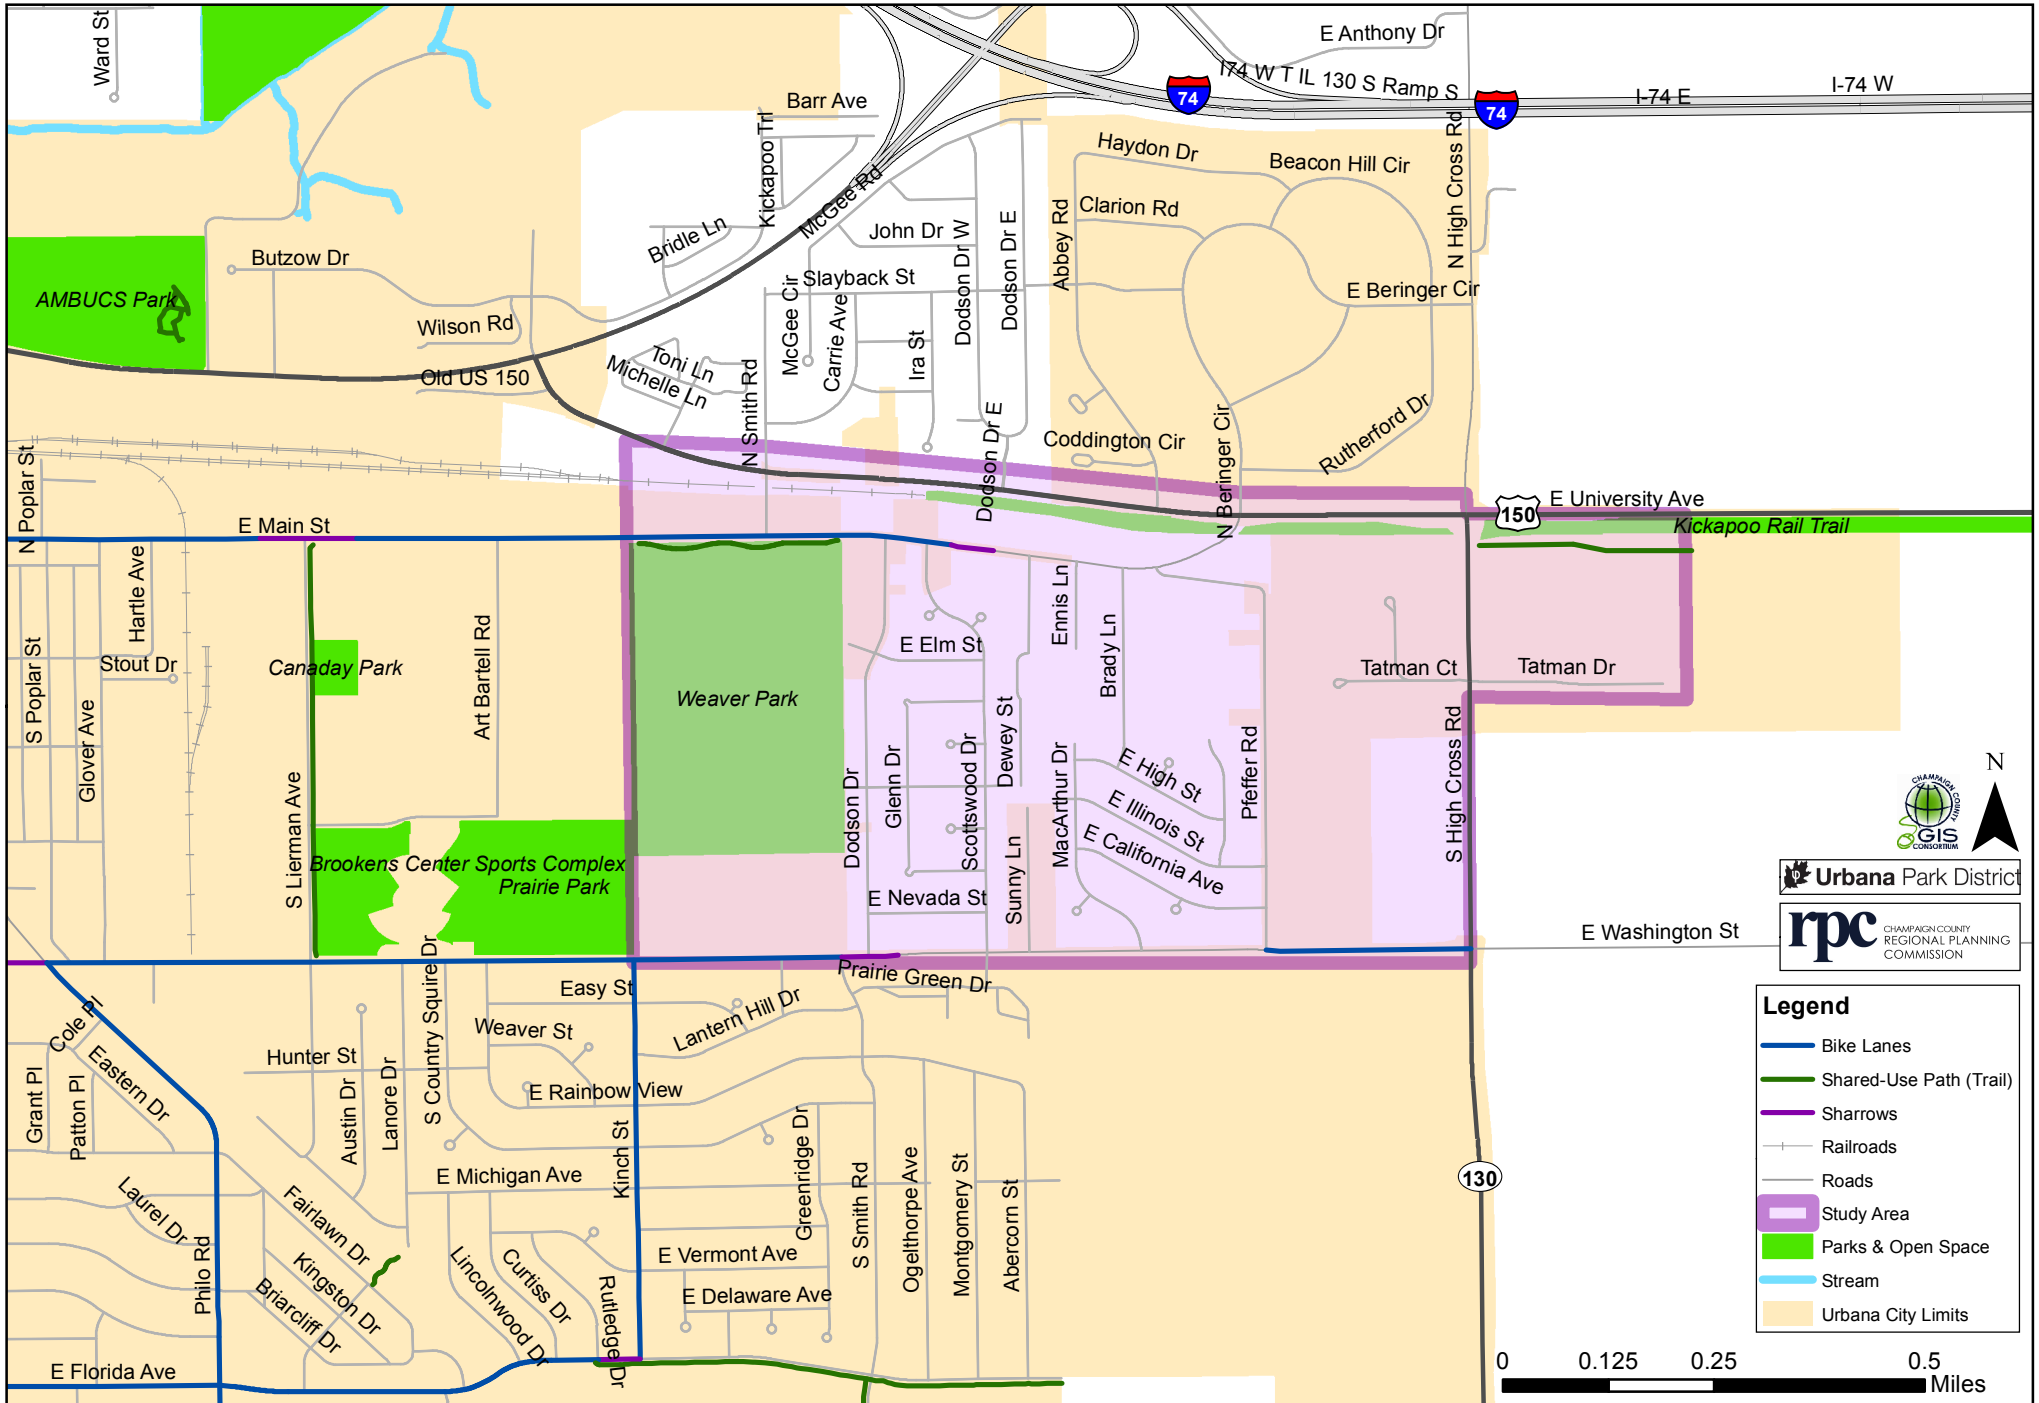 Ward St
E Anthony Dr
I74 W T IL 130 S Ramp S
74
74
I-74 E
I-74 W
Barr Ave
Kickapoo Trl
McGee Rd
Haydon Dr
Beacon Hill Cir
N High Cross Rd
Clarion Rd
Abbey Rd
Bridle Ln
John Dr
Dodson Dr W
Dodson Dr E
Butzow Dr
AMBUCS Park
Slayback St
McGee Cir
Carrie Ave
Ira St
E Beringer Cir
Wilson Rd
Toni Ln
Michelle Ln
Old US 150
N Smith Rd
Dodson Dr E
Coddington Cir
N Beringer Cir
Rutherford Dr
N Poplar St
E Main St
150
E University Ave
Kickapoo Rail Trail
Hartle Ave
Stout Dr
S Poplar St
Glover Ave
Canaday Park
Art Bartell Rd
S Lierman Ave
Weaver Park
E Elm St
Ennis Ln
Brady Ln
Tatman Ct
Tatman Dr
Dodson Dr
Glenn Dr
Scottswood Dr
Dewey St
Sunny Ln
MacArthur Dr
E High St
E Illinois St
E California Ave
Pfeffer Rd
S High Cross Rd
Brookens Center Sports Complex
Prairie Park
E Nevada St
E Washington St
N
CHAMPAIGN COUNTY
GIS
CONSORTIUM
Urbana Park District
rpc
CHAMPAIGN COUNTY
REGIONAL PLANNING
COMMISSION
Prairie Green Dr
Easy St
Lantern Hill Dr
Weaver St
Cole Pl
Eastern Dr
Grant Pl
Patton Pl
Hunter St
Austin Dr
Lanore Dr
S Country Squire Dr
E Rainbow View
Kinch St
E Michigan Ave
Greenridge Dr
S Smith Rd
Ogelthorpe Ave
Montgomery St
Abercorn St
130
Laurel Dr
Philo Rd
Fairlawn Dr
Kingston Dr
Briarcliff Dr
Lincolnwood Dr
Curtiss Dr
Rutledge Dr
E Vermont Ave
E Delaware Ave
E Florida Ave
Legend
Bike Lanes
Shared-Use Path (Trail)
Sharrows
Railroads
Roads
Study Area
Parks & Open Space
Stream
Urbana City Limits
0 0.125 0.25 0.5
Miles